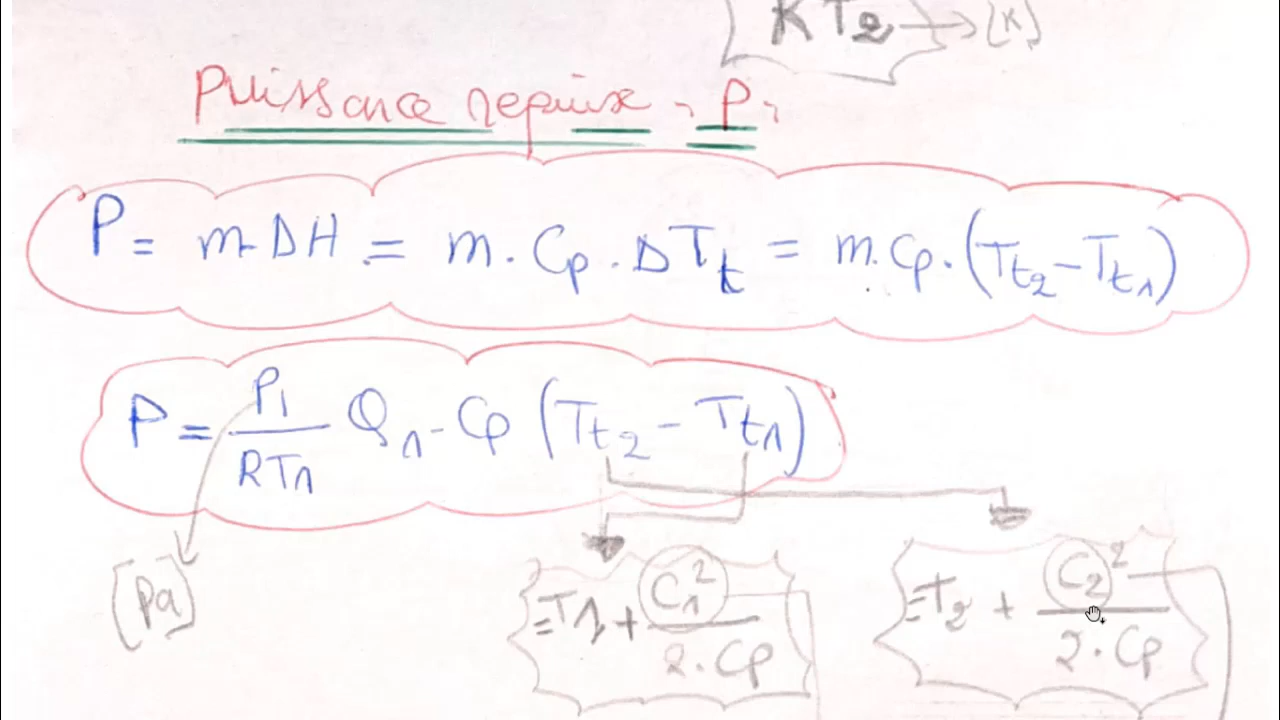 KT2 → [K]
Puissance requise : P :
P = m·ΔH = m·Cp·ΔTt = m·Cp·(Tt2 - Tt1)
P = P1/RT1 Q1 - Cp (Tt2 - Tt1)
[Pa] = T1 + C1²/2·Cp = T2 + C2²/2·Cp